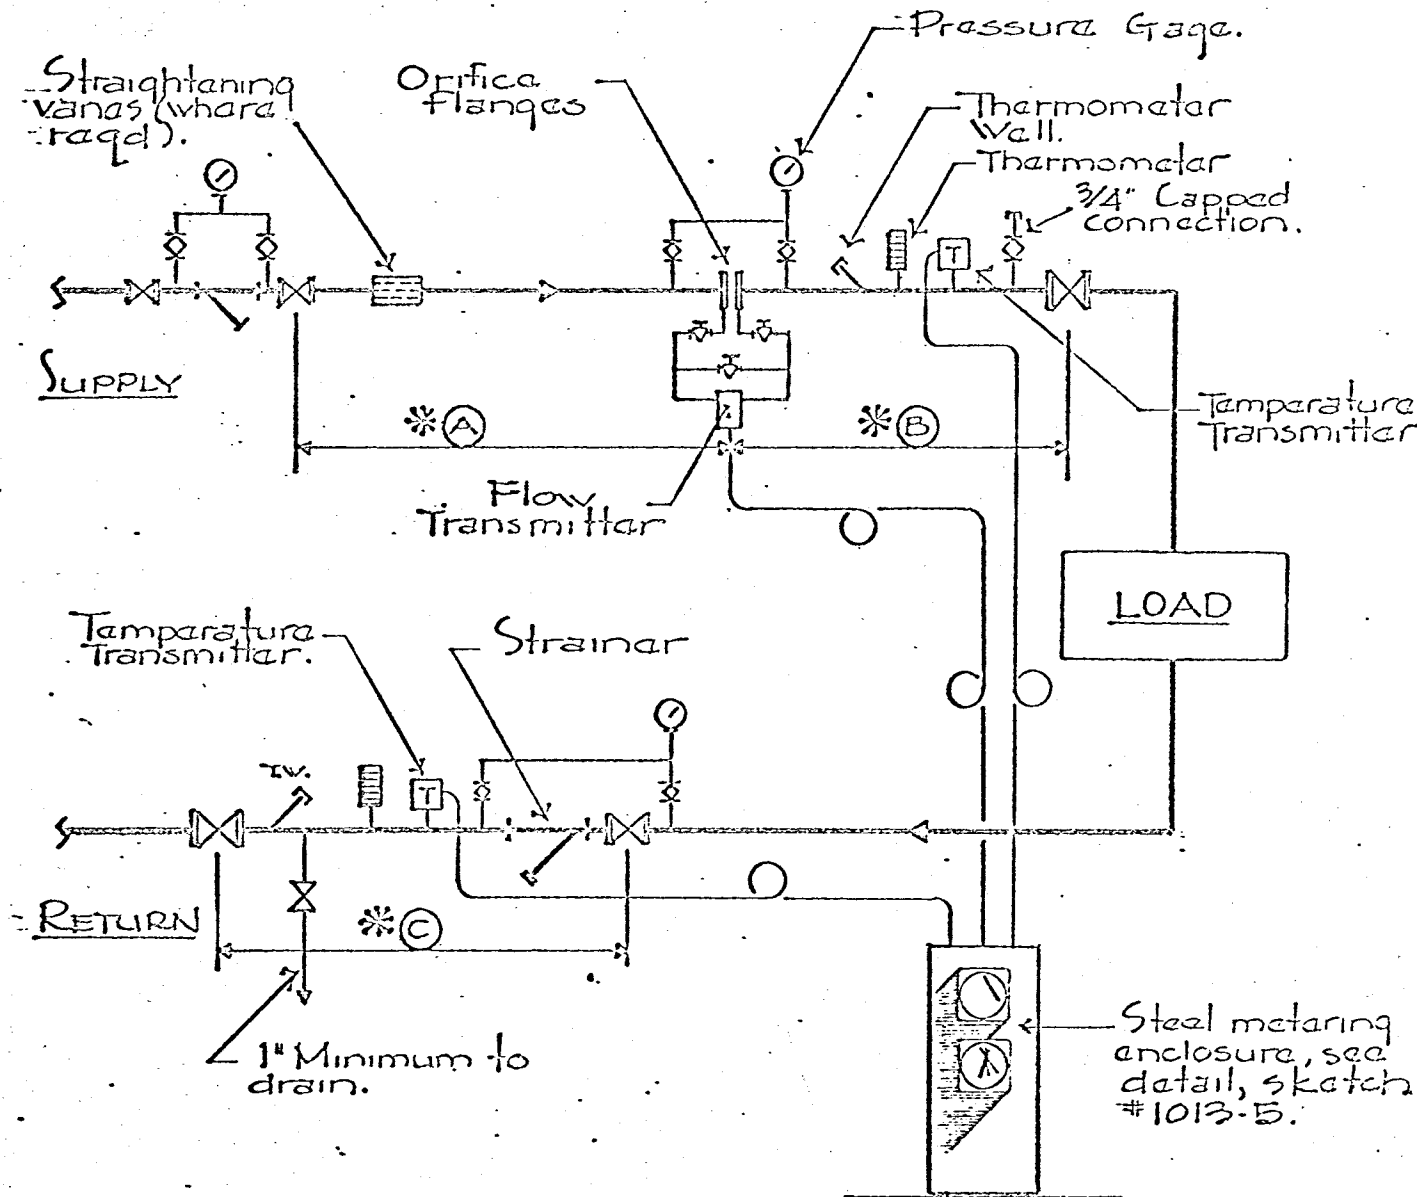 Pressure Gage.
Straightening
vanes (where
reqd).
Orifice
flanges
Thermometer
Well.
Thermometer
3/4" Capped
connection.
T
SUPPLY
A
B
Temperature
Transmitter
Flow
Transmitter
LOAD
Temperature
Transmitter.
Strainer
T.W.
T
RETURN
C
1" Minimum to
drain.
Steel metering
enclosure, see
detail, sketch
#1013-5.